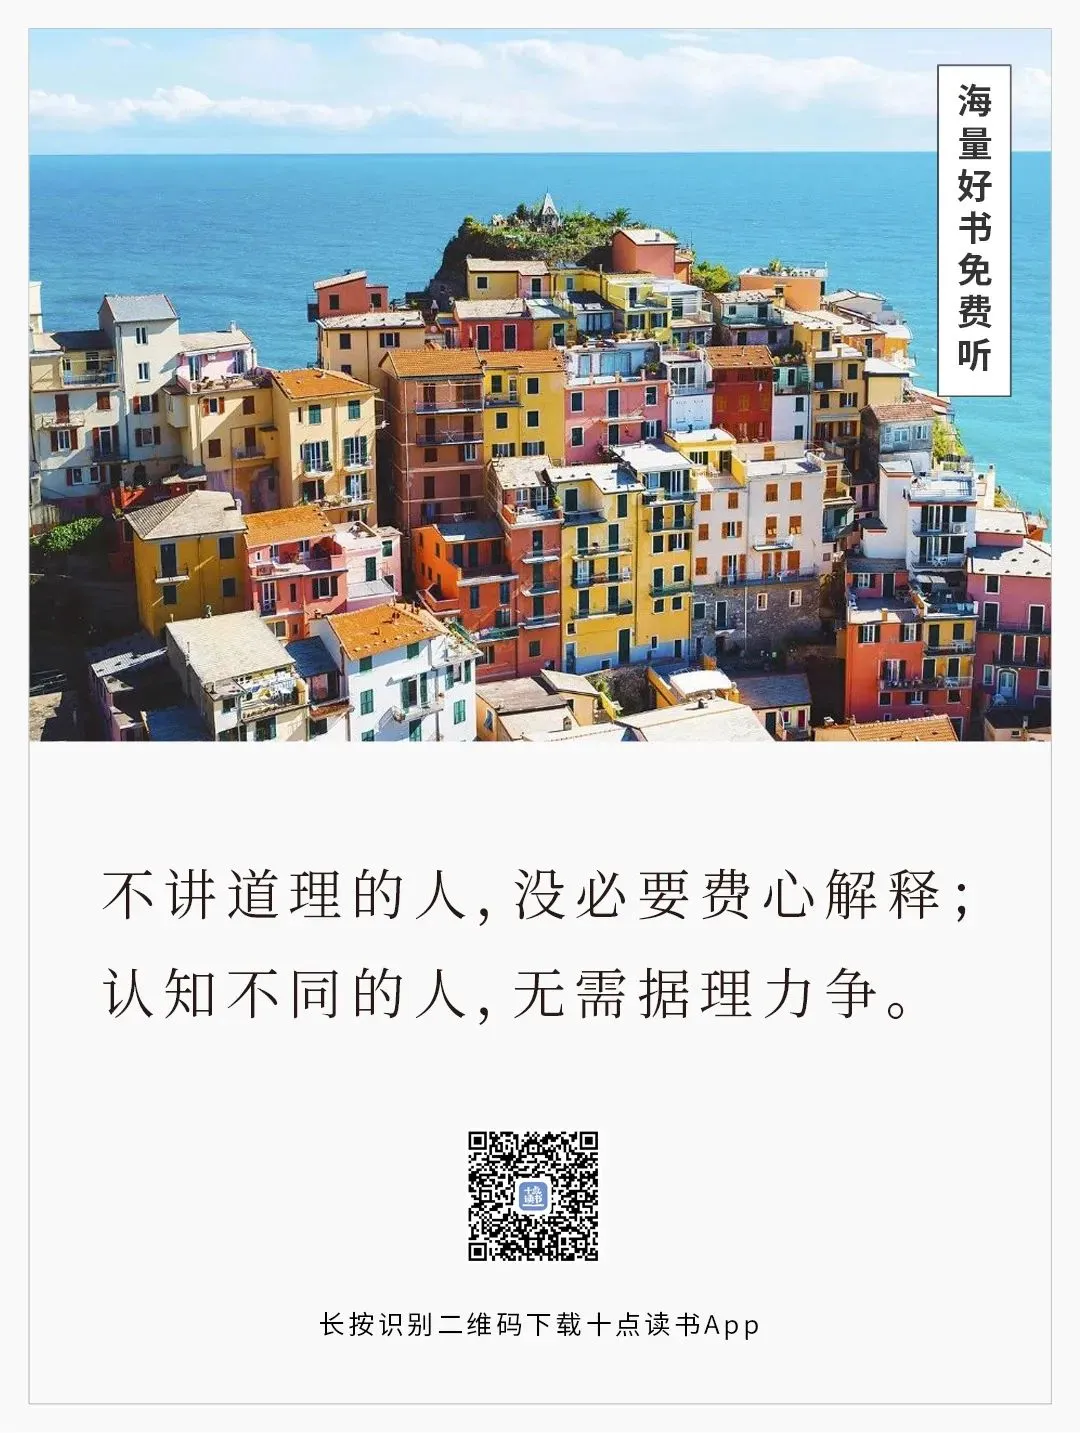 海量好书免费听
不讲道理的人，没必要费心解释；
认知不同的人，无需据理力争。
十点
读书
长按识别二维码下载十点读书App